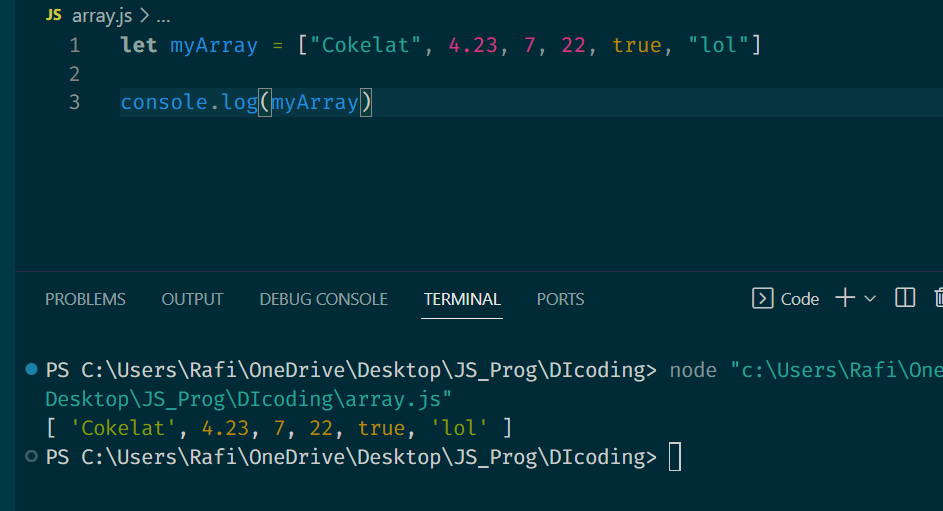 JS array.js > ...
1 let myArray = ["Cokelat", 4.23, 7, 22, true, "lol"]
2
3 console.log(myArray)
PROBLEMS OUTPUT DEBUG CONSOLE TERMINAL PORTS Code
PS C:\Users\Rafi\OneDrive\Desktop\JS_Prog\DIcoding> node "c:\Users\Rafi\One
Desktop\JS_Prog\DIcoding\array.js"
[ 'Cokelat', 4.23, 7, 22, true, 'lol' ]
PS C:\Users\Rafi\OneDrive\Desktop\JS_Prog\DIcoding>